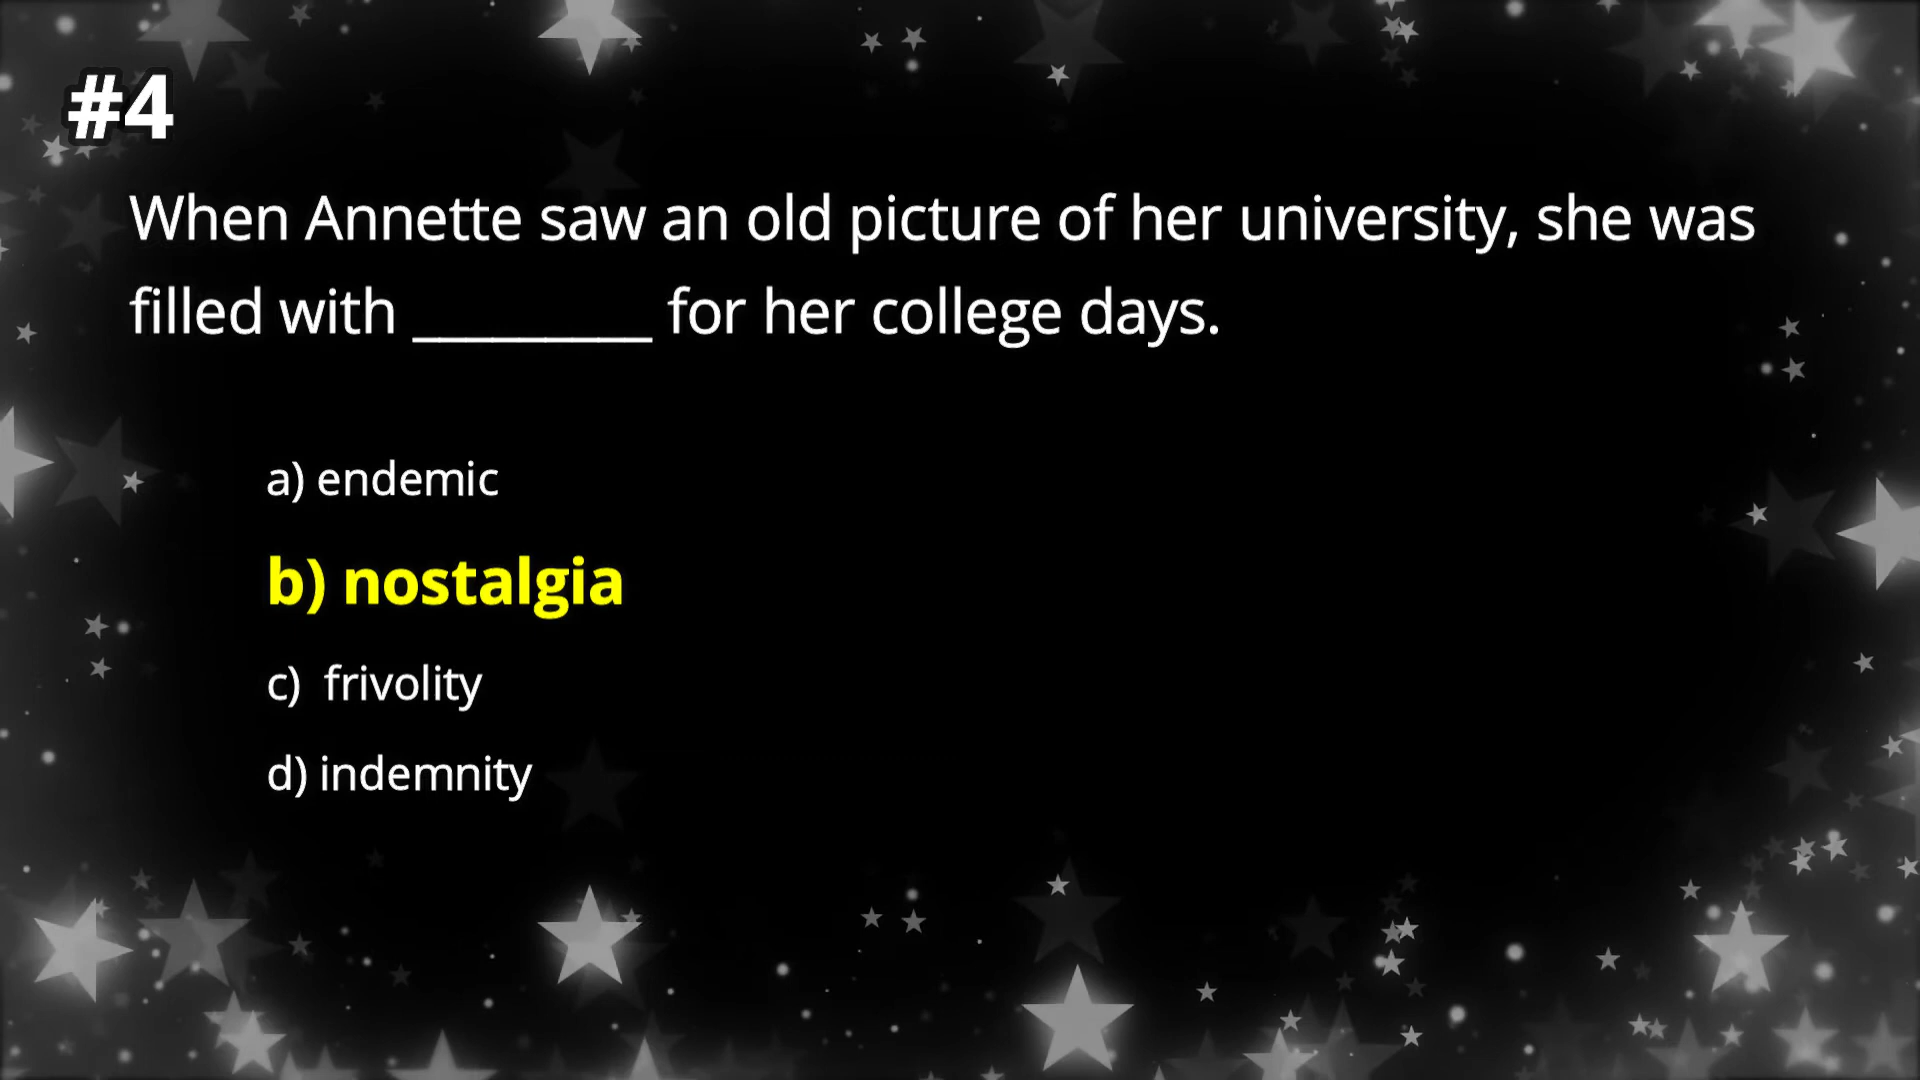 #4
When Annette saw an old picture of her university, she was
filled with _________ for her college days.
a) endemic
b) nostalgia
c) frivolity
d) indemnity